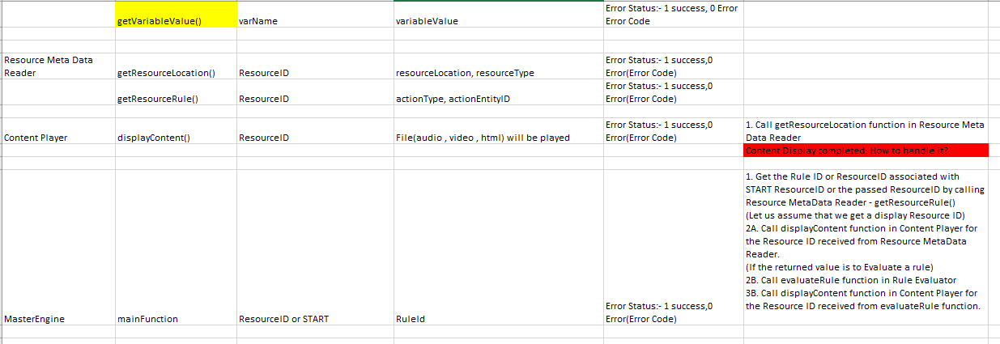 Error Status:- 1 success, 0 Error
getVariableValue() varName variableValue Error Code
Resource Meta Data Error Status:- 1 success,0
Reader getResourceLocation() ResourceID resourceLocation, resourceType Error(Error Code)
Error Status:- 1 success,0
getResourceRule() ResourceID actionType, actionEntityID Error(Error Code)
Error Status:- 1 success,0 1. Call getResourceLocation function in Resource Meta
Content Player displayContent() ResourceID File(audio , video , html) will be played Error(Error Code) Data Reader
Content Display completed, How to handle it?
1. Get the Rule ID or ResourceID associated with
START ResourceID or the passed ResourceID by calling
Resource MetaData Reader - getResourceRule()
(Let us assume that we get a display Resource ID)
2A. Call displayContent function in Content Player for
the Resource ID received from Resource MetaData
Reader.
(If the returned value is to Evaluate a rule)
2B. Call evaluateRule function in Rule Evaluator
3B. Call displayContent function in Content Player for
Error Status:- 1 success,0 the Resource ID received from evaluateRule function.
MasterEngine mainFunction ResourceID or START RuleId Error(Error Code)